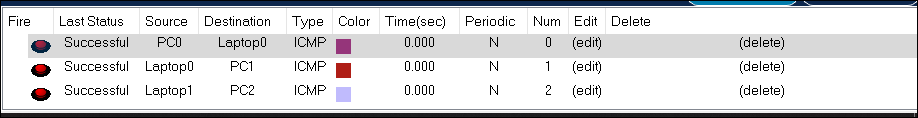 Fire Last Status Source Destination Type Color Time(sec) Periodic Num Edit Delete
Successful PC0 Laptop0 ICMP 0.000 N 0 (edit) (delete)
Successful Laptop0 PC1 ICMP 0.000 N 1 (edit) (delete)
Successful Laptop1 PC2 ICMP 0.000 N 2 (edit) (delete)